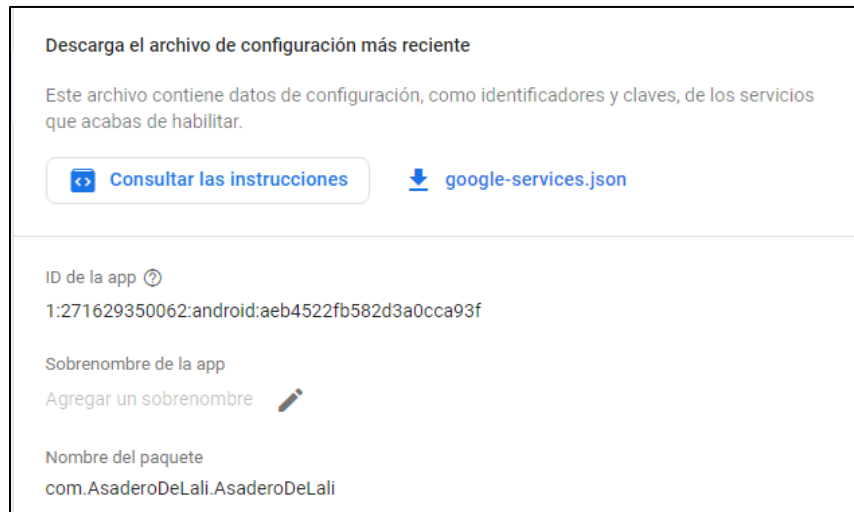 Descarga el archivo de configuración más reciente
Este archivo contiene datos de configuración, como identificadores y claves, de los servicios
que acabas de habilitar.
Consultar las instrucciones google-services.json
ID de la app
1:271629350062:android:aeb4522fb582d3a0cca93f
Sobrenombre de la app
Agregar un sobrenombre
Nombre del paquete
com.AsaderoDeLali.AsaderoDeLali